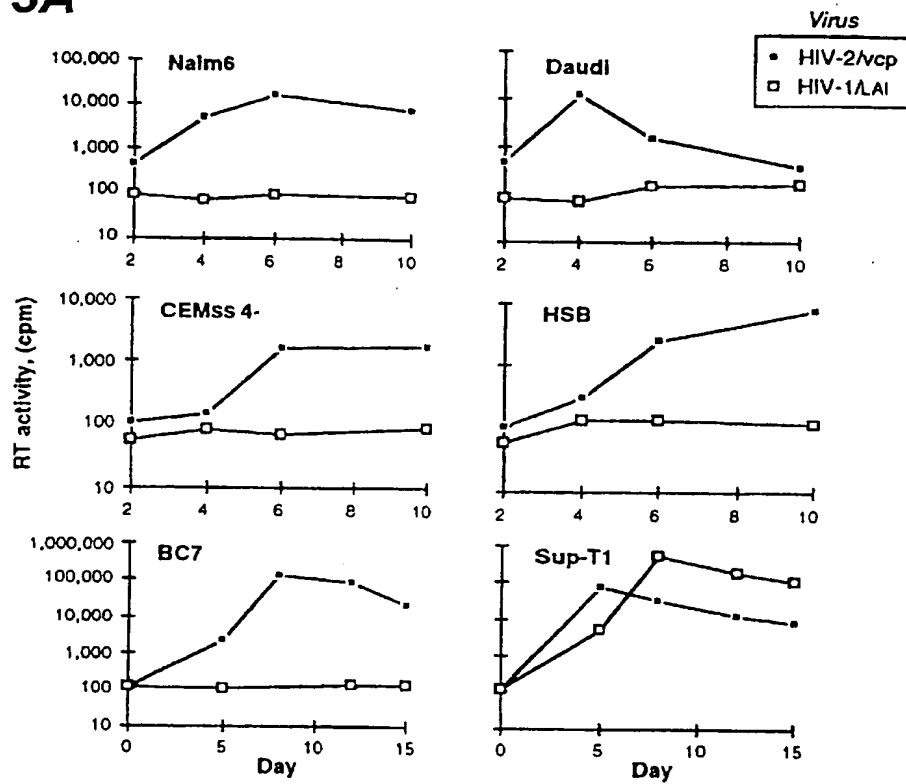 3A
Virus
HIV-2/vcp
HIV-1/LAI
Nalm6
100,000
10,000
1,000
100
10
2 4 6 8 10
Daudi
2 4 6 8 10
RT activity, (cpm)
CEMss 4-
10,000
1,000
100
10
2 4 6 8 10
HSB
2 4 6 8 10
BC7
1,000,000
100,000
10,000
1,000
100
10
0 5 10 15
Day
Sup-T1
0 5 10 15
Day